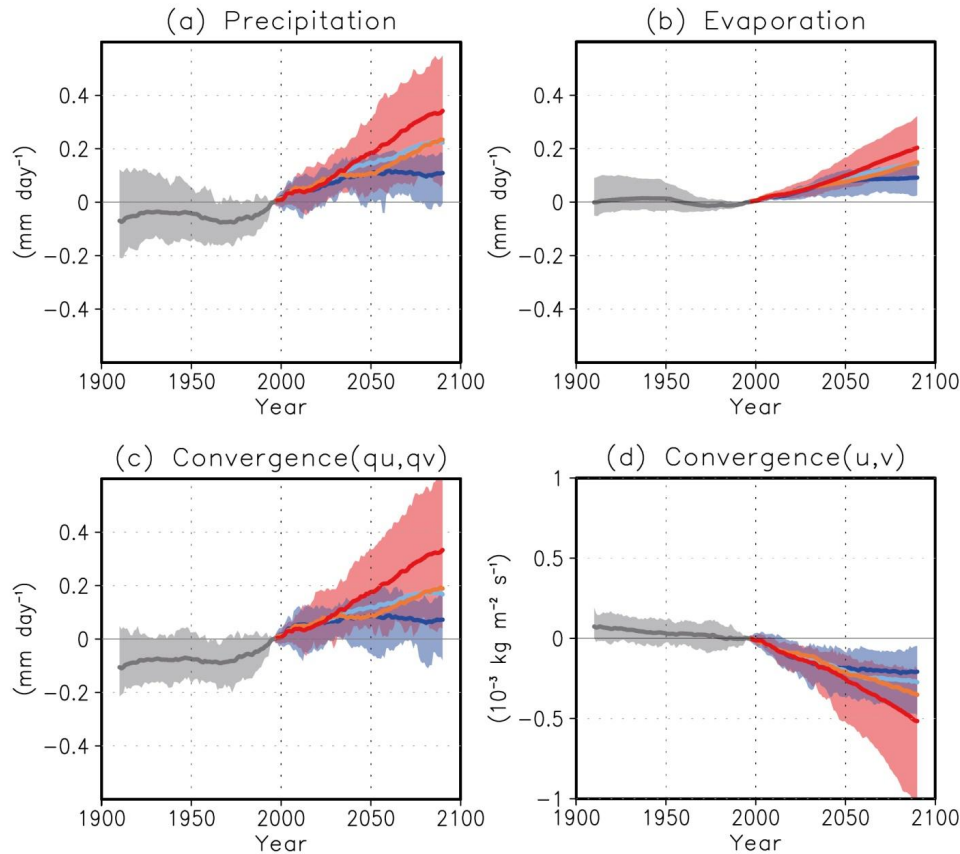 (a) Precipitation
(mm day⁻¹)
0.4
0.2
0
−0.2
−0.4
1900 1950 2000 2050 2100
Year
(b) Evaporation
(mm day⁻¹)
0.4
0.2
0
−0.2
−0.4
1900 1950 2000 2050 2100
Year
(c) Convergence(qu,qv)
(mm day⁻¹)
0.4
0.2
0
−0.2
−0.4
1900 1950 2000 2050 2100
Year
(d) Convergence(u,v)
(10⁻³ kg m⁻² s⁻¹)
1
0.5
0
−0.5
−1
1900 1950 2000 2050 2100
Year